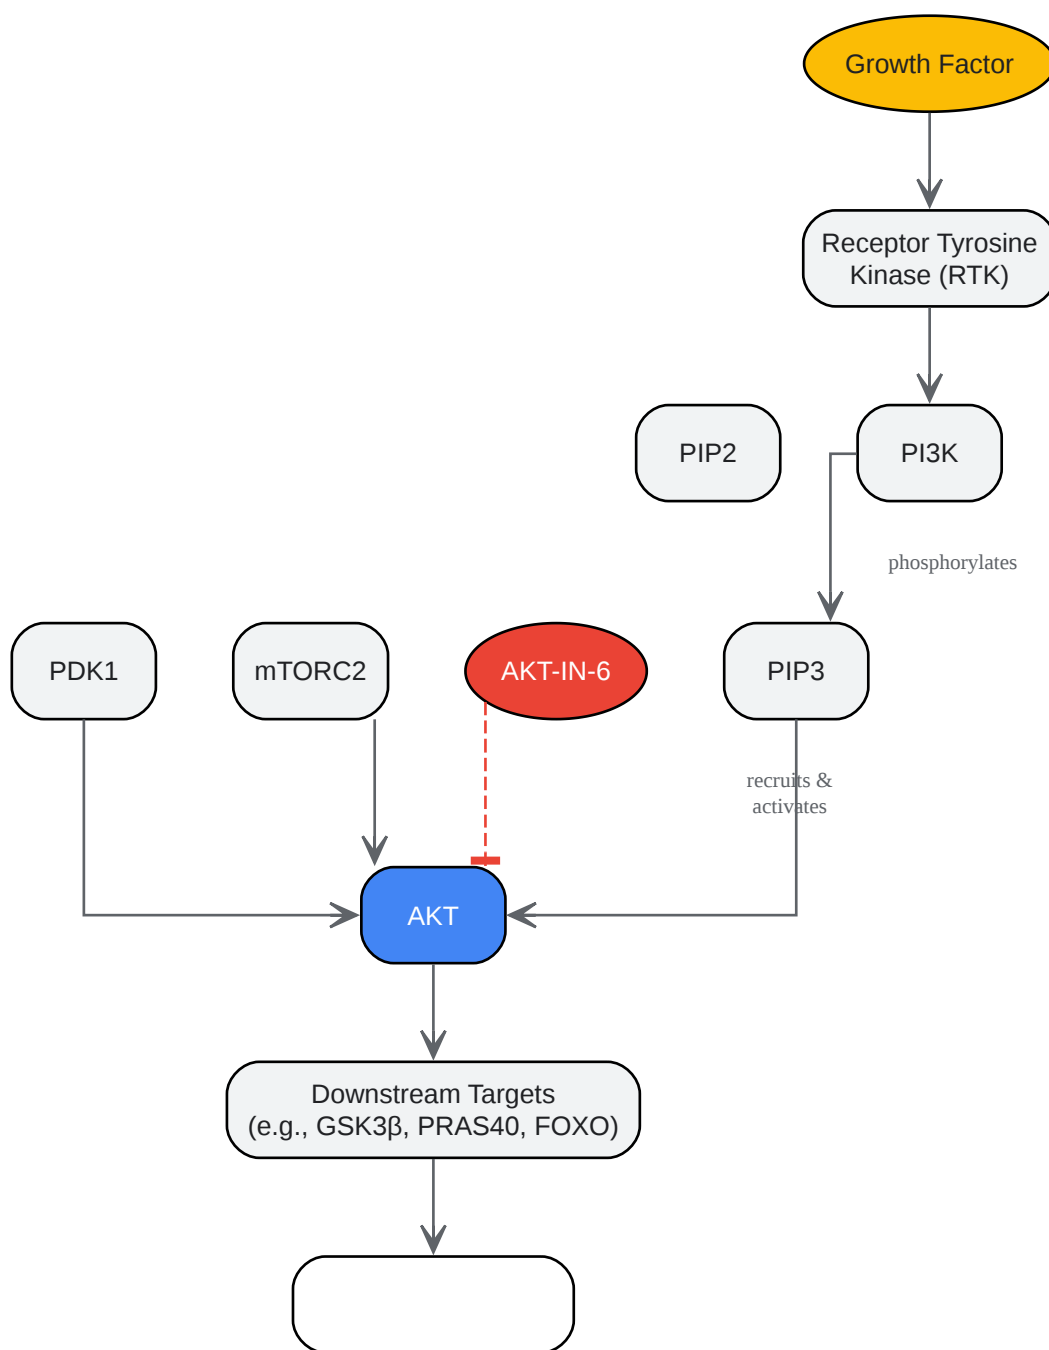 Growth Factor
Receptor Tyrosine
Kinase (RTK)
PIP2
PI3K
phosphorylates
PDK1
mTORC2
AKT-IN-6
PIP3
recruits &
activates
AKT
Downstream Targets
(e.g., GSK3β, PRAS40, FOXO)